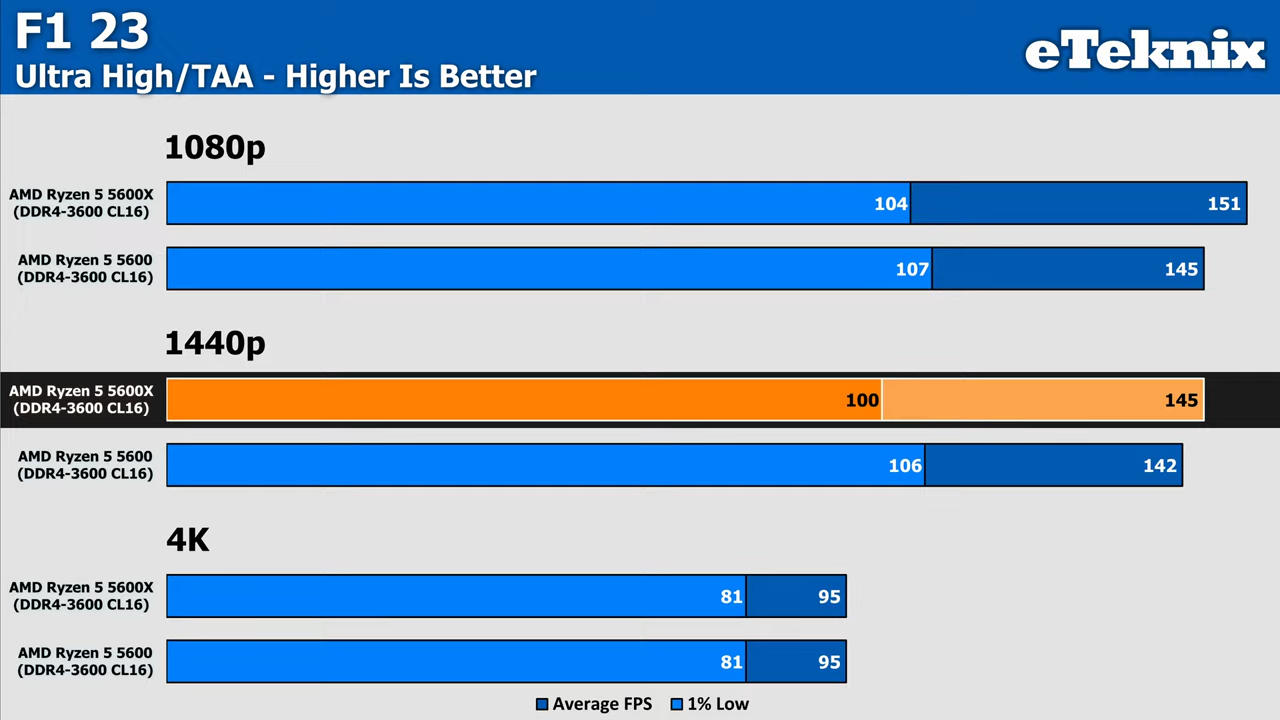 F1 23
eTeknix
Ultra High/TAA - Higher Is Better
1080p
AMD Ryzen 5 5600X
(DDR4-3600 CL16)
104
151
AMD Ryzen 5 5600
(DDR4-3600 CL16)
107
145
1440p
AMD Ryzen 5 5600X
(DDR4-3600 CL16)
100
145
AMD Ryzen 5 5600
(DDR4-3600 CL16)
106
142
4K
AMD Ryzen 5 5600X
(DDR4-3600 CL16)
81
95
AMD Ryzen 5 5600
(DDR4-3600 CL16)
81
95
Average FPS
1% Low